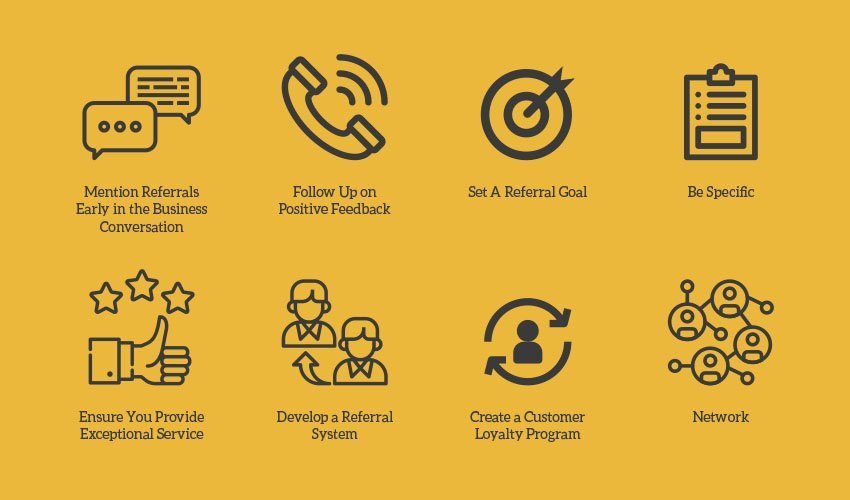 Mention Referrals
Early in the Business
Conversation
Follow Up on
Positive Feedback
Set A Referral Goal
Be Specific
Ensure You Provide
Exceptional Service
Develop a Referral
System
Create a Customer
Loyalty Program
Network